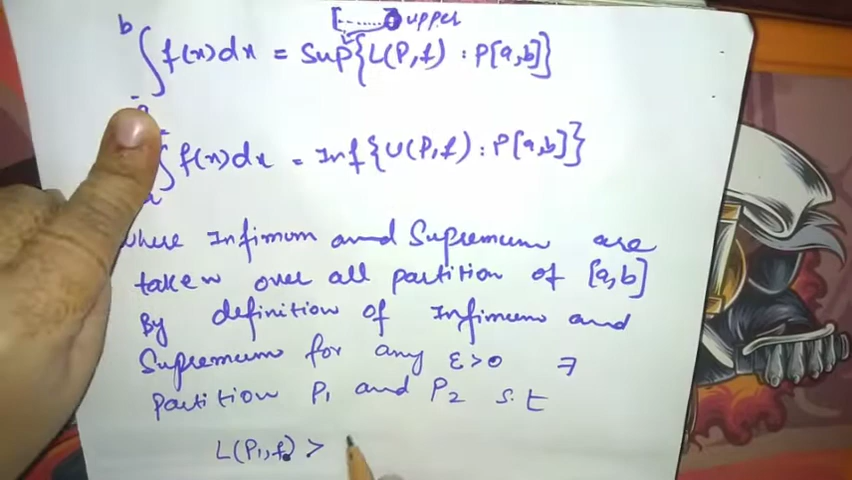 upper
b ∫ f(x)dx = Sup{L(P,f) : P[a,b]}
∫ f(x)dx = Inf{U(P,f) : P[a,b]}
where Infimum and Supremum are
taken over all partition of [a,b]
By definition of Infimum and
Supremum for any ε>0 ∃
Partition P₁ and P₂ s.t
L(P₁,f) >